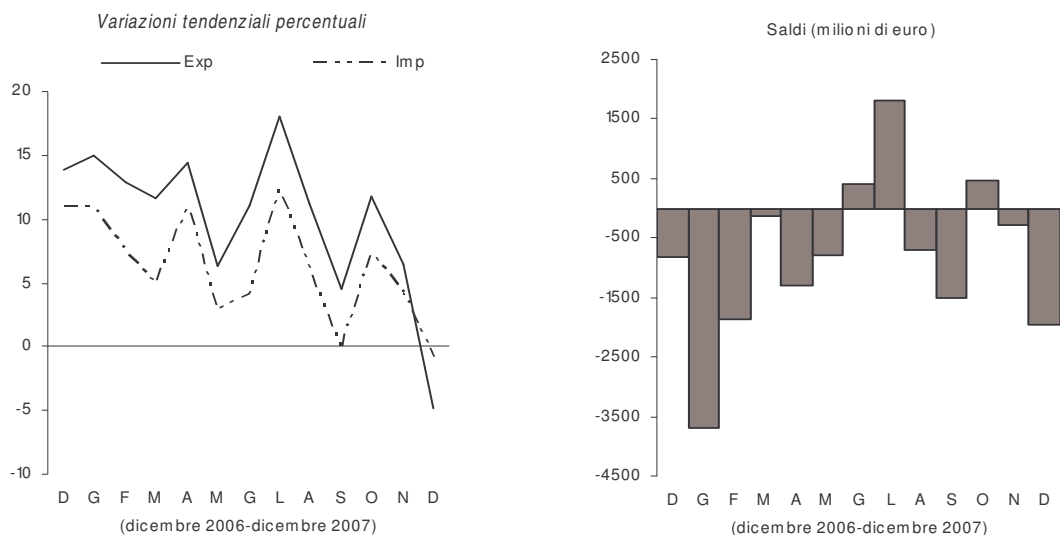 Variazioni tendenziali percentuali
Exp Imp
20
15
10
5
0
-5
-10
D G F M A M G L A S O N D
(dicembre 2006-dicembre 2007)
Saldi (milioni di euro)
2500
1500
500
-500
-1500
-2500
-3500
-4500
D G F M A M G L A S O N D
(dicembre 2006-dicembre 2007)